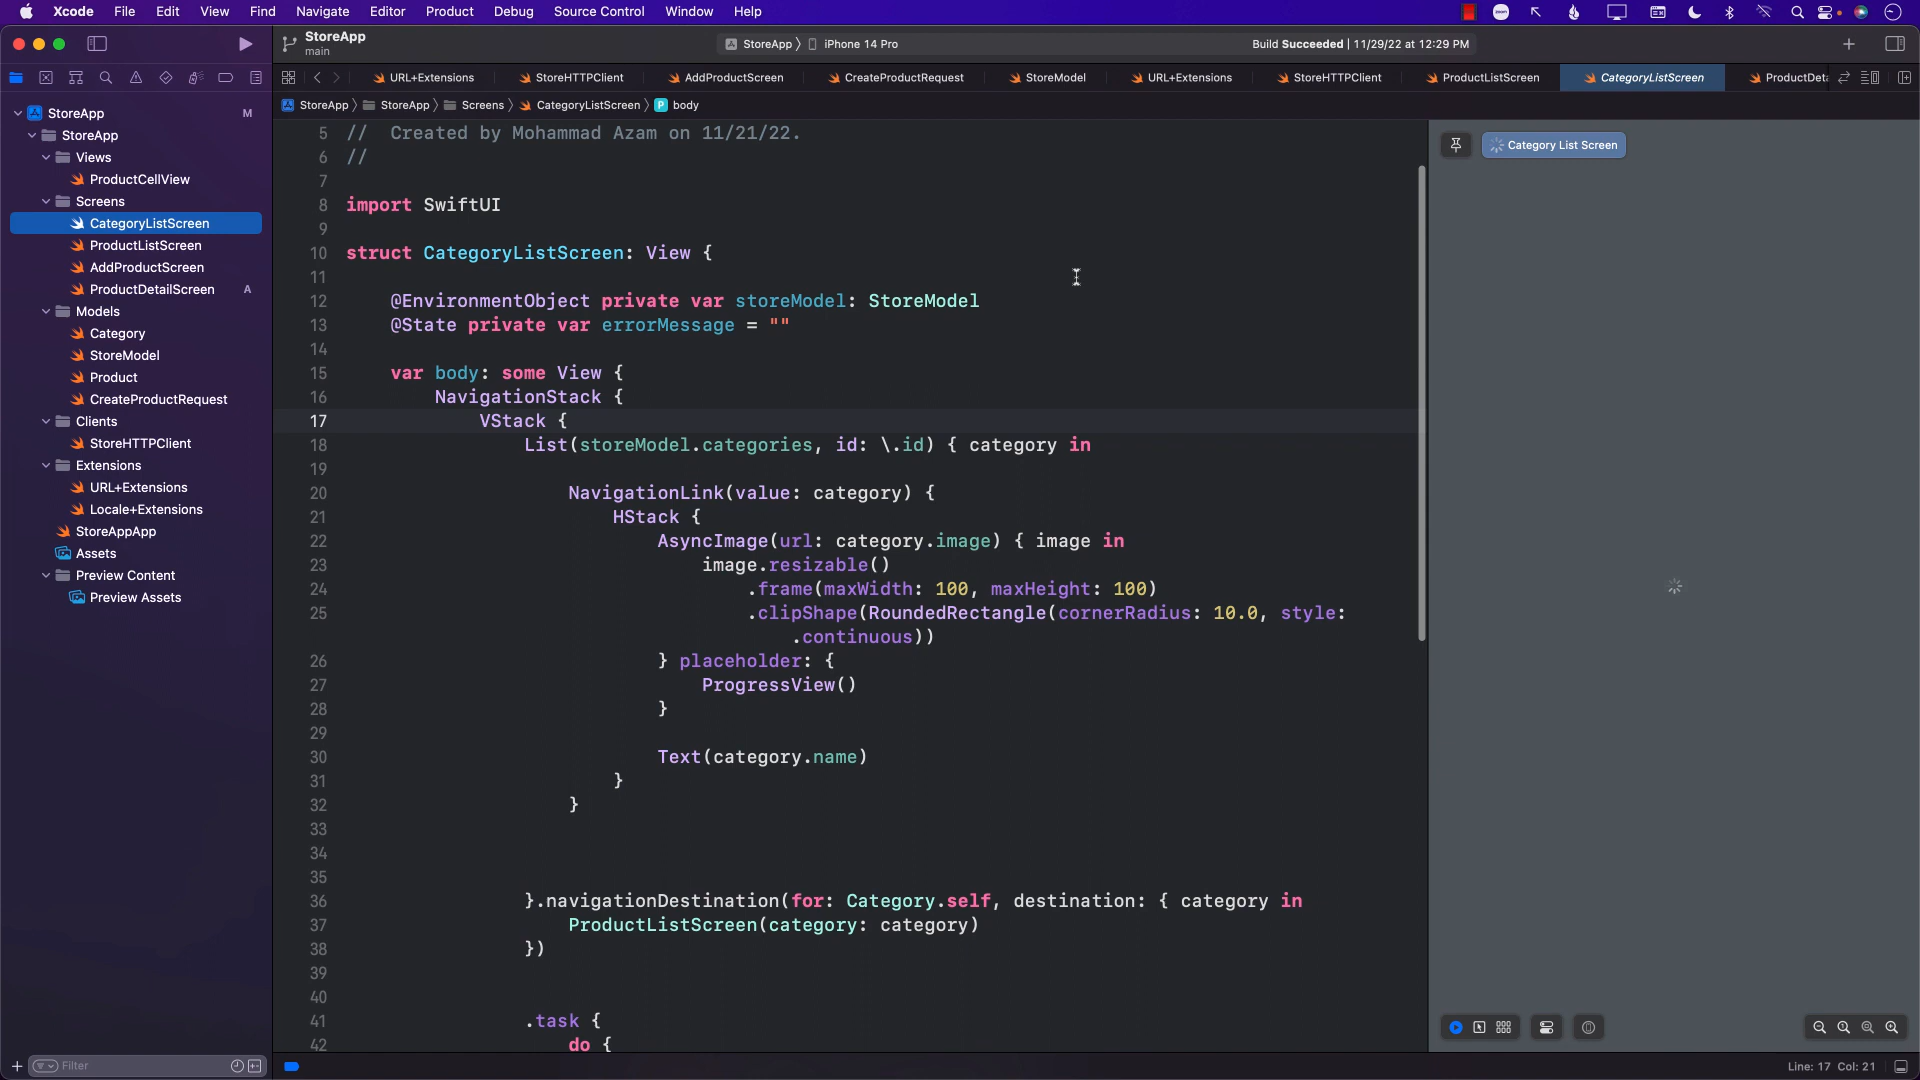 Xcode File Edit View Find Navigate Editor Product Debug Source Control Window Help
StoreApp
main
StoreApp 〉 iPhone 14 Pro
Build Succeeded | 11/29/22 at 12:29 PM
URL+Extensions StoreHTTPClient AddProductScreen CreateProductRequest StoreModel URL+Extensions StoreHTTPClient ProductListScreen CategoryListScreen ProductDeta
StoreApp 〉 StoreApp 〉 Screens 〉 CategoryListScreen 〉 P body
StoreApp M
StoreApp
Views
ProductCellView
Screens
CategoryListScreen
ProductListScreen
AddProductScreen
ProductDetailScreen A
Models
Category
StoreModel
Product
CreateProductRequest
Clients
StoreHTTPClient
Extensions
URL+Extensions
Locale+Extensions
StoreAppApp
Assets
Preview Content
Preview Assets
Filter
5 //  Created by Mohammad Azam on 11/21/22.
6 //
7
8 import SwiftUI
9
10 struct CategoryListScreen: View {
11
12     @EnvironmentObject private var storeModel: StoreModel
13     @State private var errorMessage = ""
14
15     var body: some View {
16         NavigationStack {
17             VStack {
18                 List(storeModel.categories, id: \.id) { category in
19
20                     NavigationLink(value: category) {
21                         HStack {
22                             AsyncImage(url: category.image) { image in
23                                 image.resizable()
24                                     .frame(maxWidth: 100, maxHeight: 100)
25                                     .clipShape(RoundedRectangle(cornerRadius: 10.0, style:
                                        .continuous))
26                             } placeholder: {
27                                 ProgressView()
28                             }
29
30                             Text(category.name)
31                         }
32                     }
33
34
35
36                 }.navigationDestination(for: Category.self, destination: { category in
37                     ProductListScreen(category: category)
38                 })
39
40
41                 .task {
42                     do {
Category List Screen
Line: 17 Col: 21